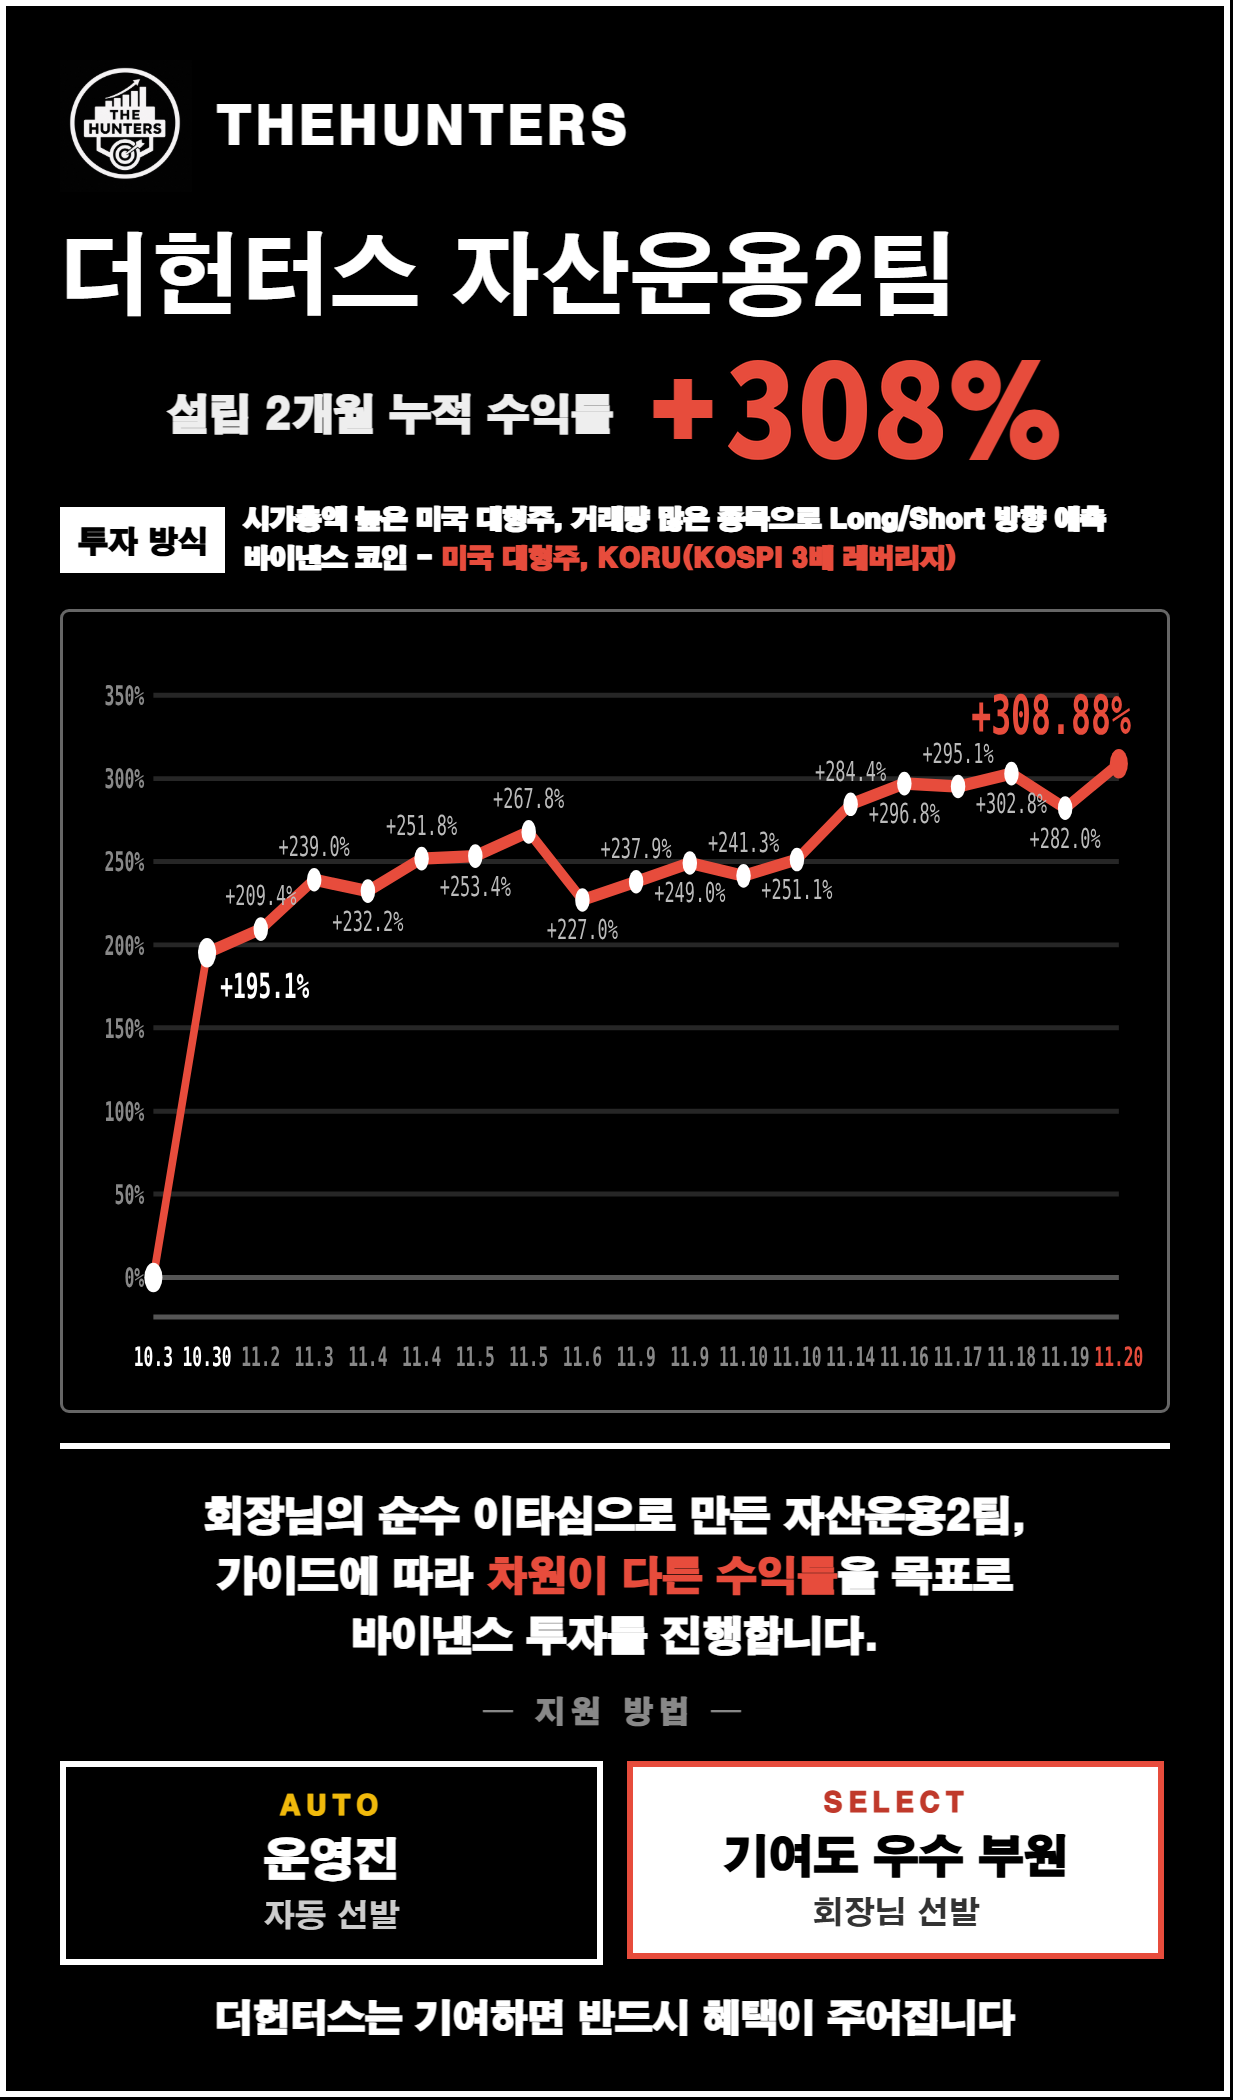 THE
HUNTERS
THEHUNTERS
더헌터스 자산운용2팀
설립 2개월 누적 수익률 +308%
투자 방식
시가총액 높은 미국 대형주, 거래량 많은 종목으로 Long/Short 방향 예측
바이낸스 코인 - 미국 대형주, KORU(KOSPI 3배 레버리지)
350%
+308.88%
+295.1%
+284.4%
300%
+267.8%
+302.8%
+296.8%
+251.8%
+282.0%
+239.0%
+237.9%
+241.3%
250%
+253.4%
+249.0%
+251.1%
+209.4%
+232.2%
+227.0%
200%
+195.1%
150%
100%
50%
0%
10.3 10.30 11.2 11.3 11.4 11.4 11.5 11.5 11.6 11.9 11.9 11.10 11.10 11.14 11.16 11.17 11.18 11.19 11.20
회장님의 순수 이타심으로 만든 자산운용2팀,
가이드에 따라 차원이 다른 수익률을 목표로
바이낸스 투자를 진행합니다.
— 지원 방법 —
AUTO
운영진
자동 선발
SELECT
기여도 우수 부원
회장님 선발
더헌터스는 기여하면 반드시 혜택이 주어집니다